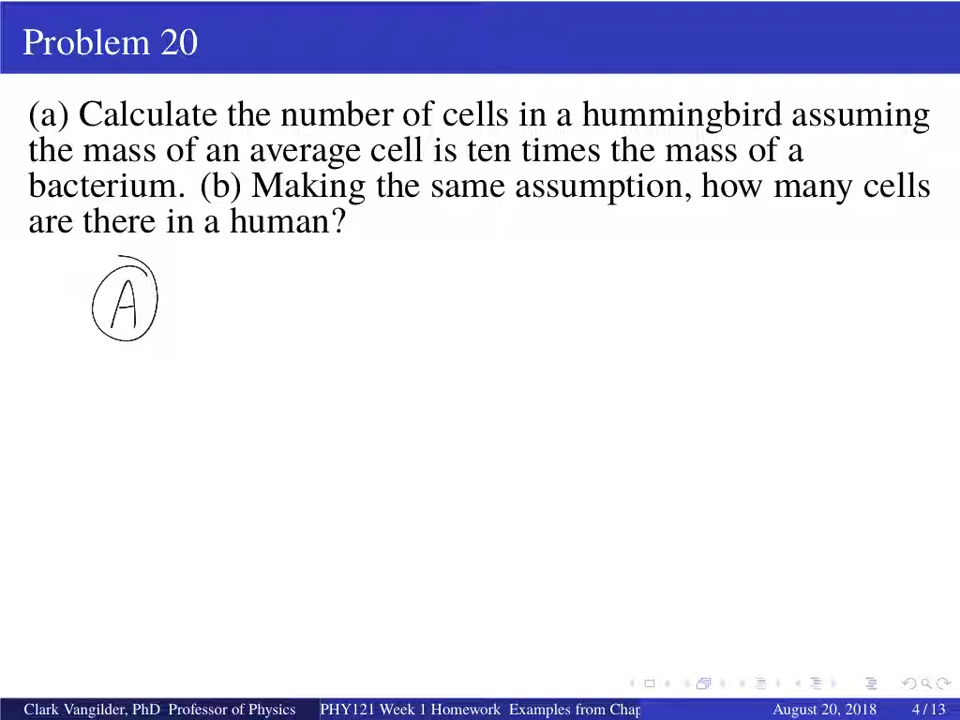 Problem 20
(a) Calculate the number of cells in a hummingbird assuming
the mass of an average cell is ten times the mass of a
bacterium. (b) Making the same assumption, how many cells
are there in a human?
A
Clark Vangilder, PhD Professor of Physics PHY121 Week 1 Homework Examples from Chap August 20, 2018 4 / 13